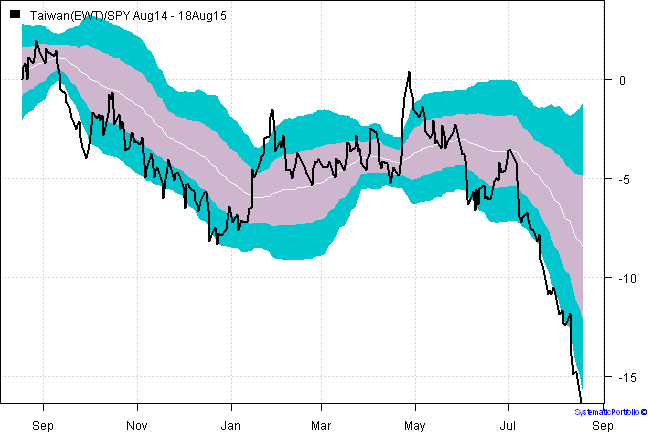 Taiwan(EWT)/SPY Aug14 - 18Aug15
0
-5
-10
-15
SystematicPortfolio ©
Sep Nov Jan Mar May Jul Sep